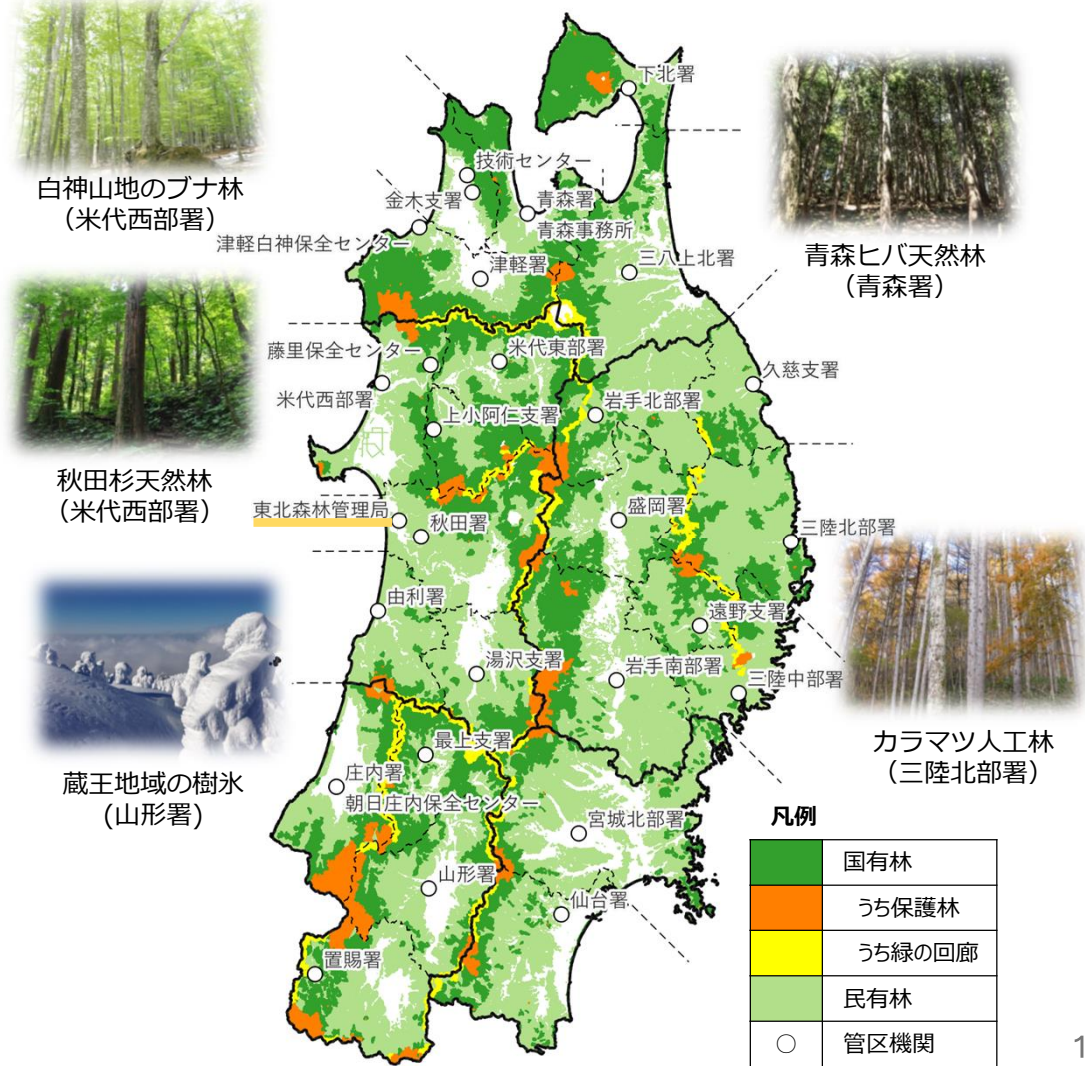 白神山地のブナ林
（米代西部署）
秋田杉天然林
（米代西部署）
蔵王地域の樹氷
(山形署)
青森ヒバ天然林
（青森署）
カラマツ人工林
（三陸北部署）
下北署
技術センター
金木支署
青森署
青森事務所
津軽白神保全センター
津軽署
三八上北署
藤里保全センター
米代東部署
久慈支署
米代西部署
上小阿仁支署
岩手北部署
東北森林管理局
秋田署
盛岡署
三陸北部署
由利署
遠野支署
湯沢支署
岩手南部署
三陸中部署
最上支署
庄内署
朝日庄内保全センター
宮城北部署
山形署
仙台署
置賜署
凡例
国有林
うち保護林
うち緑の回廊
民有林
○ 管区機関
1